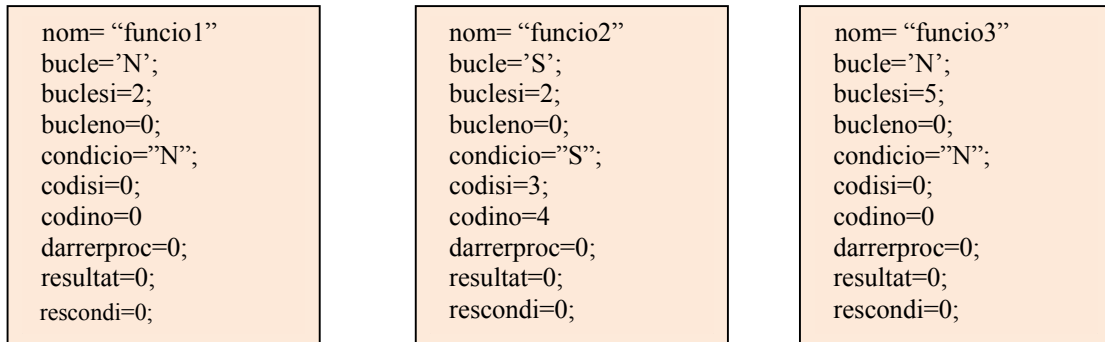 nom= “funcio1”
bucle=’N’;
buclesi=2;
bucleno=0;
condicio=”N”;
codisi=0;
codino=0
darrerproc=0;
resultat=0;
rescondi=0;
nom= “funcio2”
bucle=’S’;
buclesi=2;
bucleno=0;
condicio=”S”;
codisi=3;
codino=4
darrerproc=0;
resultat=0;
rescondi=0;
nom= “funcio3”
bucle=’N’;
buclesi=5;
bucleno=0;
condicio=”N”;
codisi=0;
codino=0
darrerproc=0;
resultat=0;
rescondi=0;